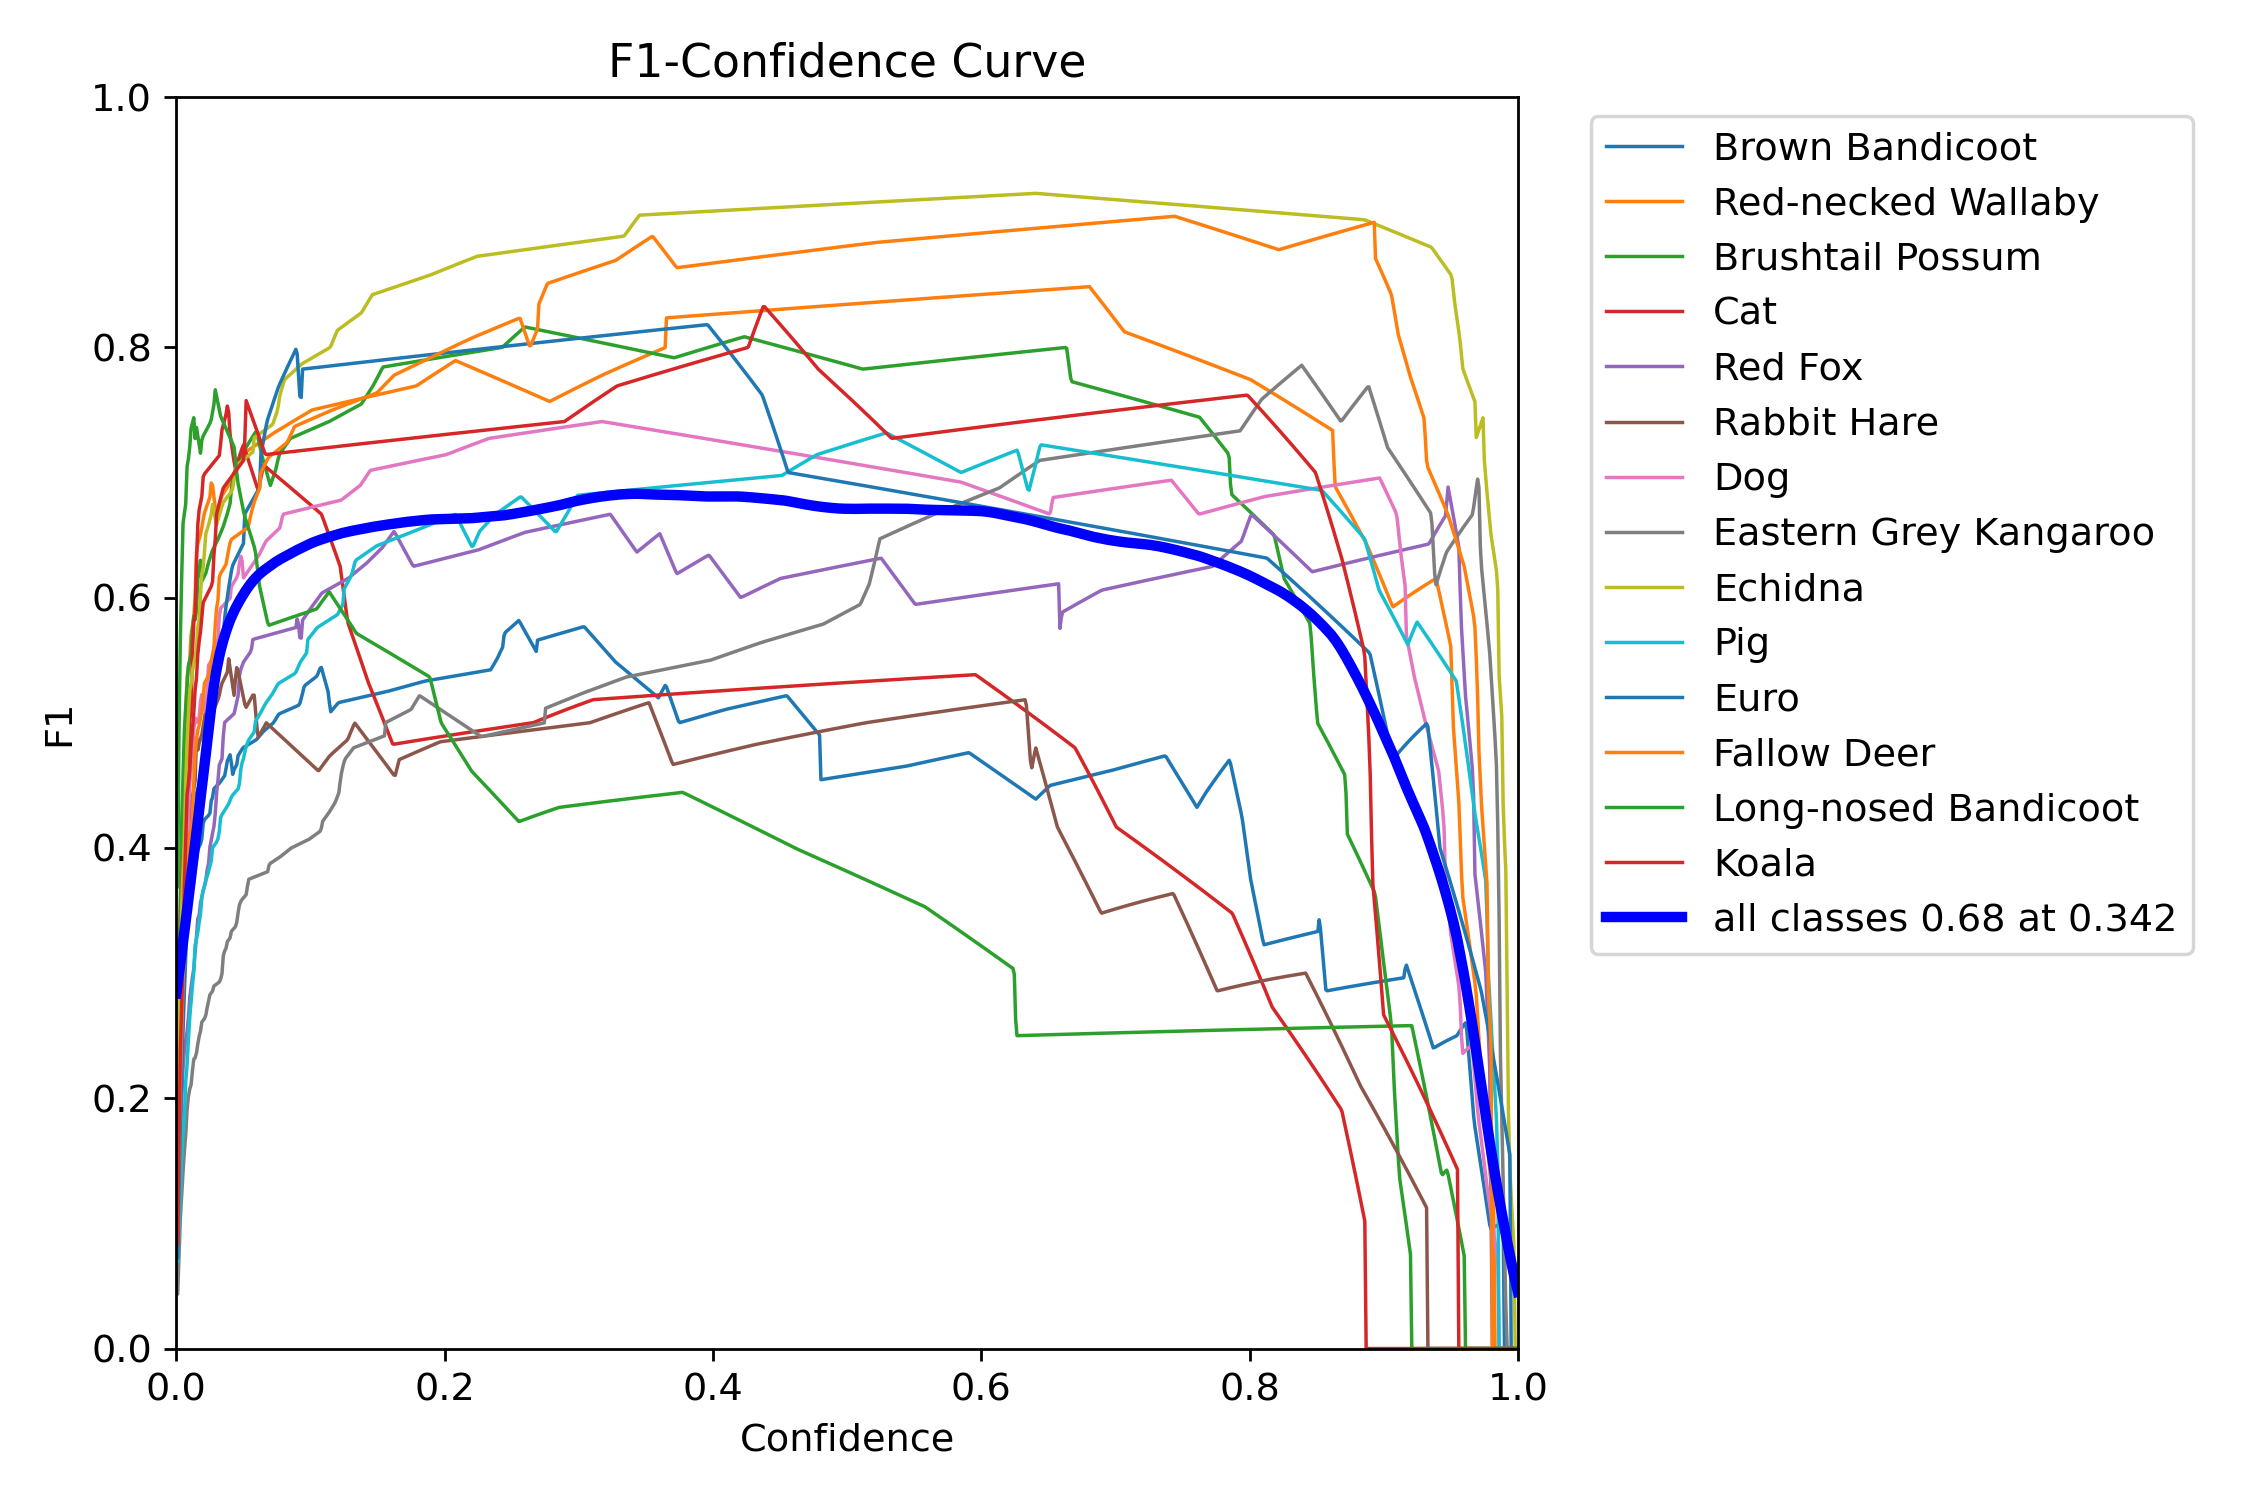 F1-Confidence Curve
1.0
0.8
0.6
0.4
0.2
0.0
F1
0.0 0.2 0.4 0.6 0.8 1.0
Confidence
Brown Bandicoot
Red-necked Wallaby
Brushtail Possum
Cat
Red Fox
Rabbit Hare
Dog
Eastern Grey Kangaroo
Echidna
Pig
Euro
Fallow Deer
Long-nosed Bandicoot
Koala
all classes 0.68 at 0.342